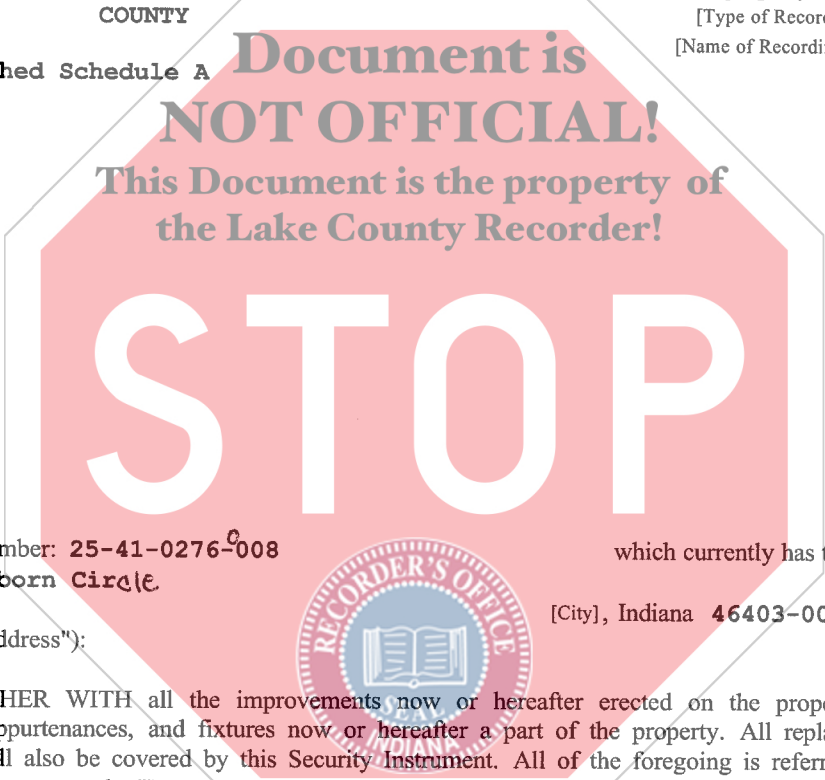 COUNTY
[Type of Recor
[Name of Recordi
hed Schedule A
Document is
NOT OFFICIAL!
This Document is the property of
the Lake County Recorder!
STOP
mber: 25-41-0276-0008
which currently has
born Circle
[City], Indiana 46403-00
ddress"):
RECORDER'S OFFICE
SEAL
INDIANA
HER WITH all the improvements now or hereafter erected on the prope
ppurtenances, and fixtures now or hereafter a part of the property. All repla
ll also be covered by this Security Instrument. All of the foregoing is referr